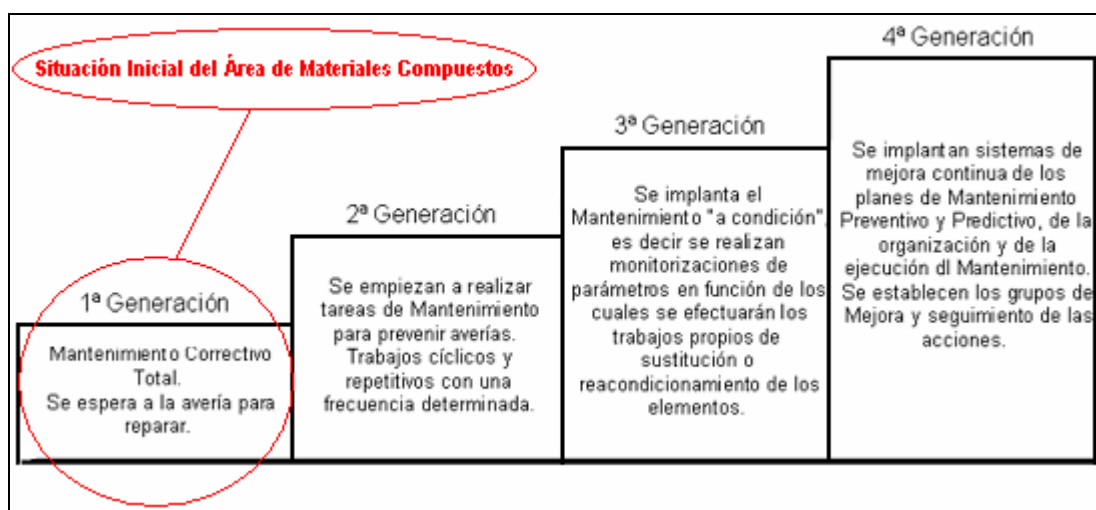 Situación Inicial del Área de Materiales Compuestos
1ª Generación
Mantenimiento Correctivo
Total.
Se espera a la avería para
reparar.
2ª Generación
Se empiezan a realizar
tareas de Mantenimiento
para prevenir averías.
Trabajos cíclicos y
repetitivos con una
frecuencia determinada.
3ª Generación
Se implanta el
Mantenimiento "a condición",
es decir se realizan
monitorizaciones de
parámetros en función de los
cuales se efectuarán los
trabajos propios de
sustitución o
reacondicionamiento de los
elementos.
4ª Generación
Se implantan sistemas de
mejora continua de los
planes de Mantenimiento
Preventivo y Predictivo, de la
organización y de la
ejecución dl Mantenimiento.
Se establecen los grupos de
Mejora y seguimiento de las
acciones.